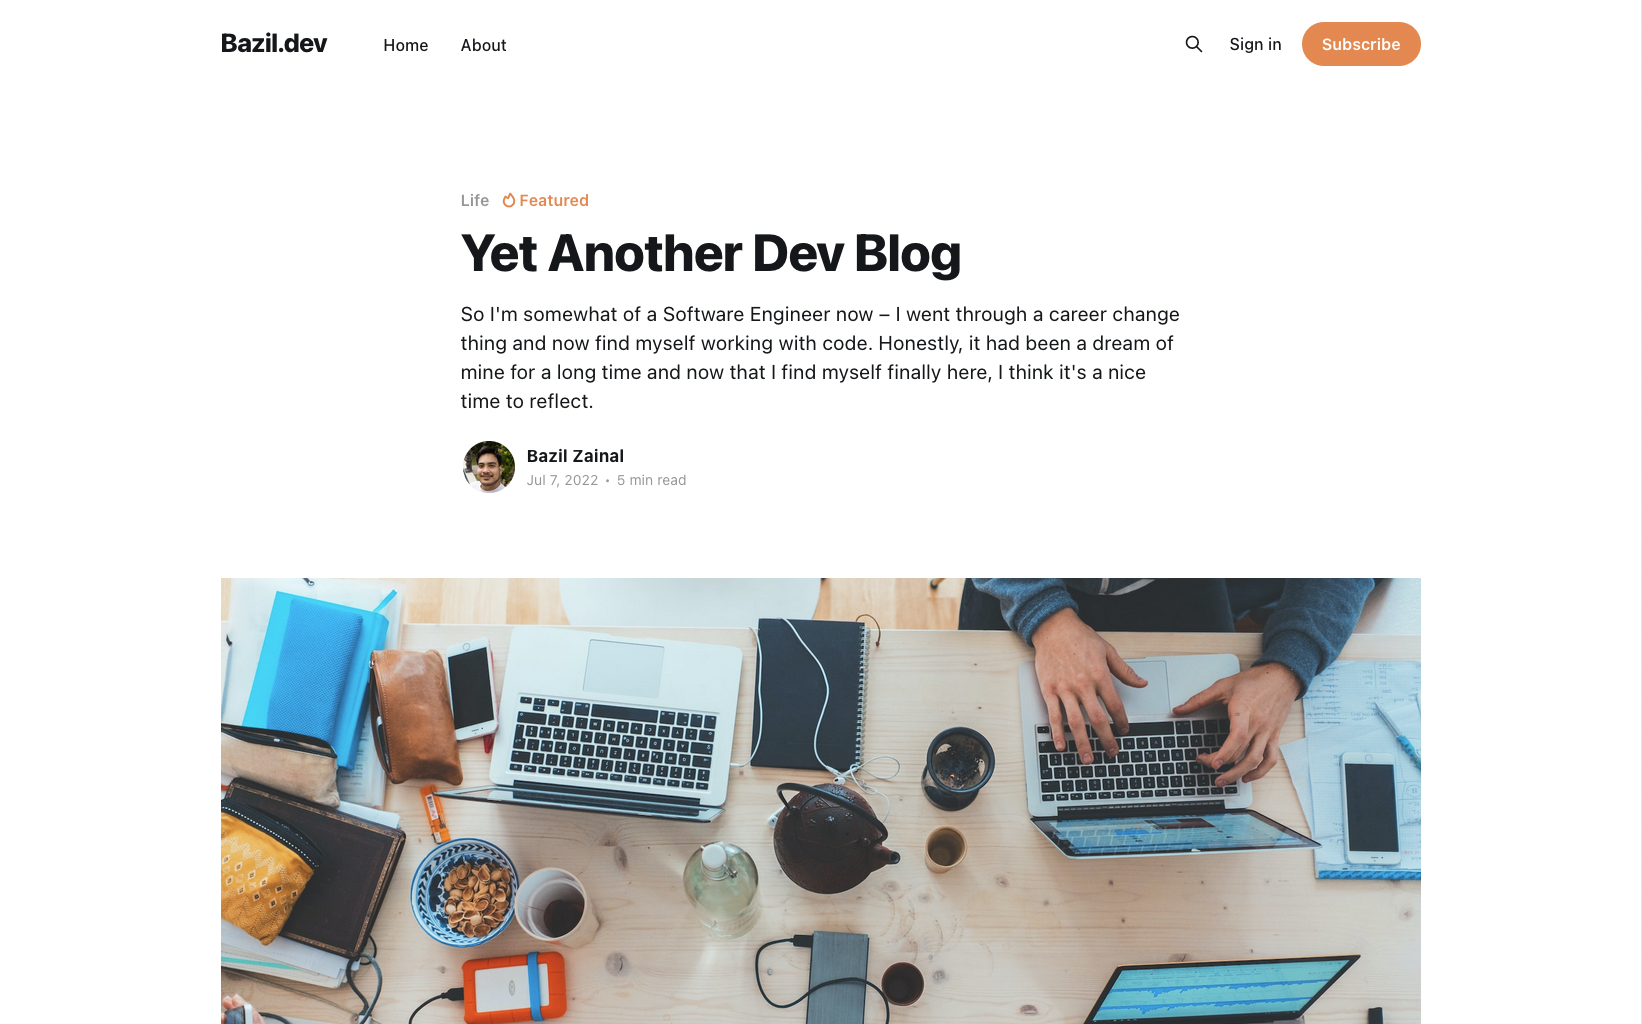 Bazil.dev
Home
About
Sign in
Subscribe
Life
Featured
Yet Another Dev Blog
So I'm somewhat of a Software Engineer now – I went through a career change
thing and now find myself working with code. Honestly, it had been a dream of
mine for a long time and now that I find myself finally here, I think it's a nice
time to reflect.
Bazil Zainal
Jul 7, 2022 • 5 min read